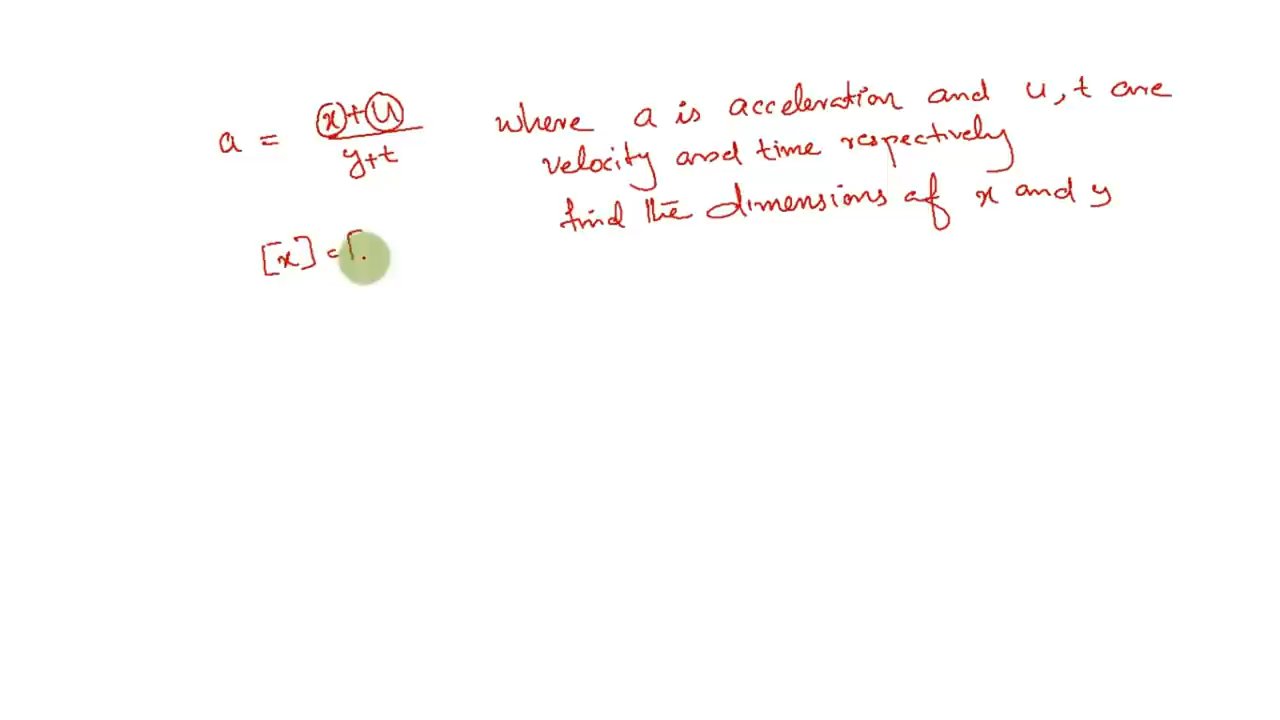 a = x+u / y+t where a is acceleration and u, t are
velocity and time respectively
find the dimensions of x and y
[x] = [